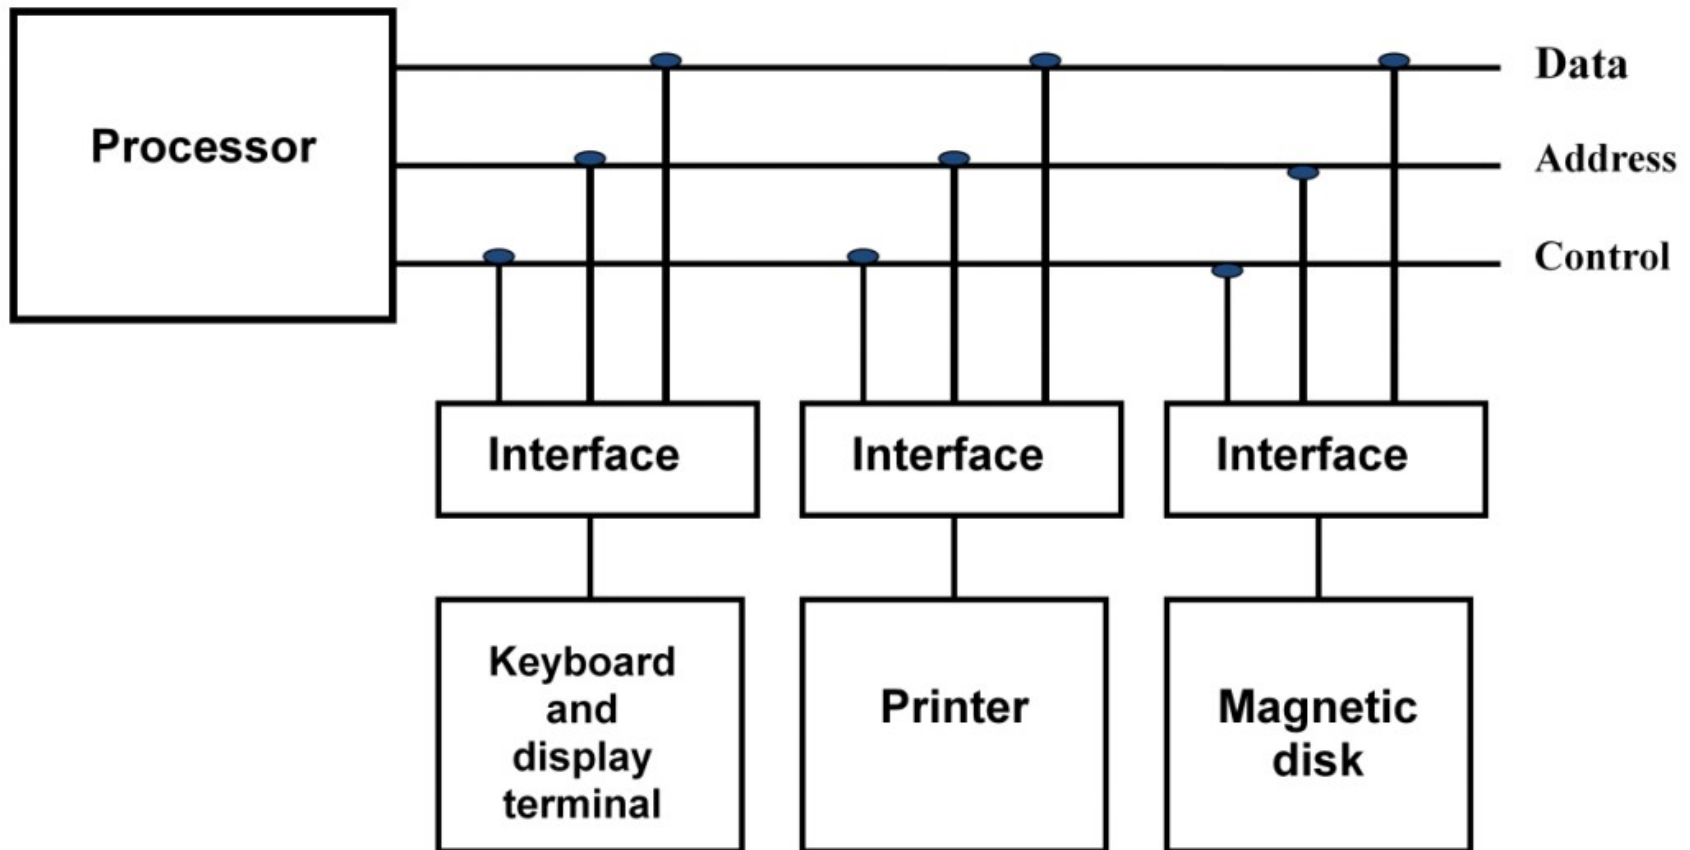 Processor
Data
Address
Control
Interface
Interface
Interface
Keyboard
and
display
terminal
Printer
Magnetic
disk